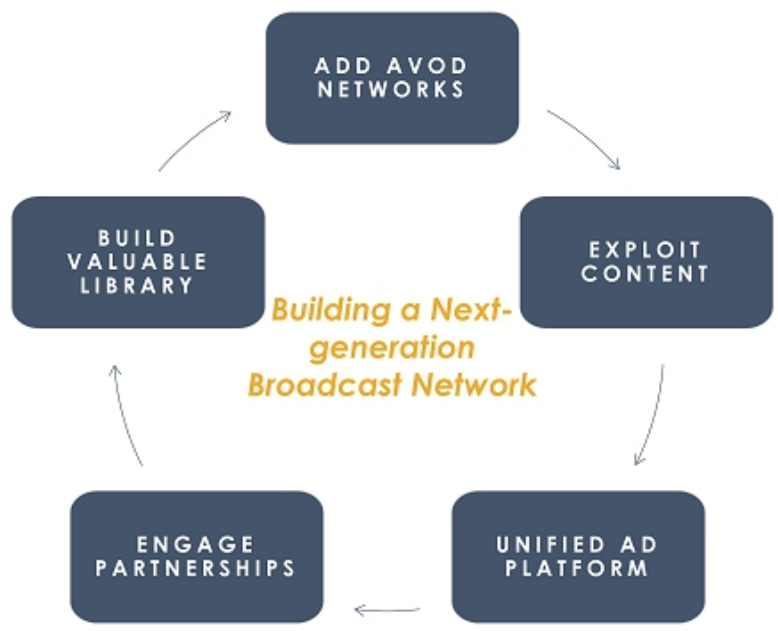 ADD AVOD
NETWORKS
EXPLOIT
CONTENT
UNIFIED AD
PLATFORM
ENGAGE
PARTNERSHIPS
BUILD
VALUABLE
LIBRARY
Building a Next-
generation
Broadcast Network